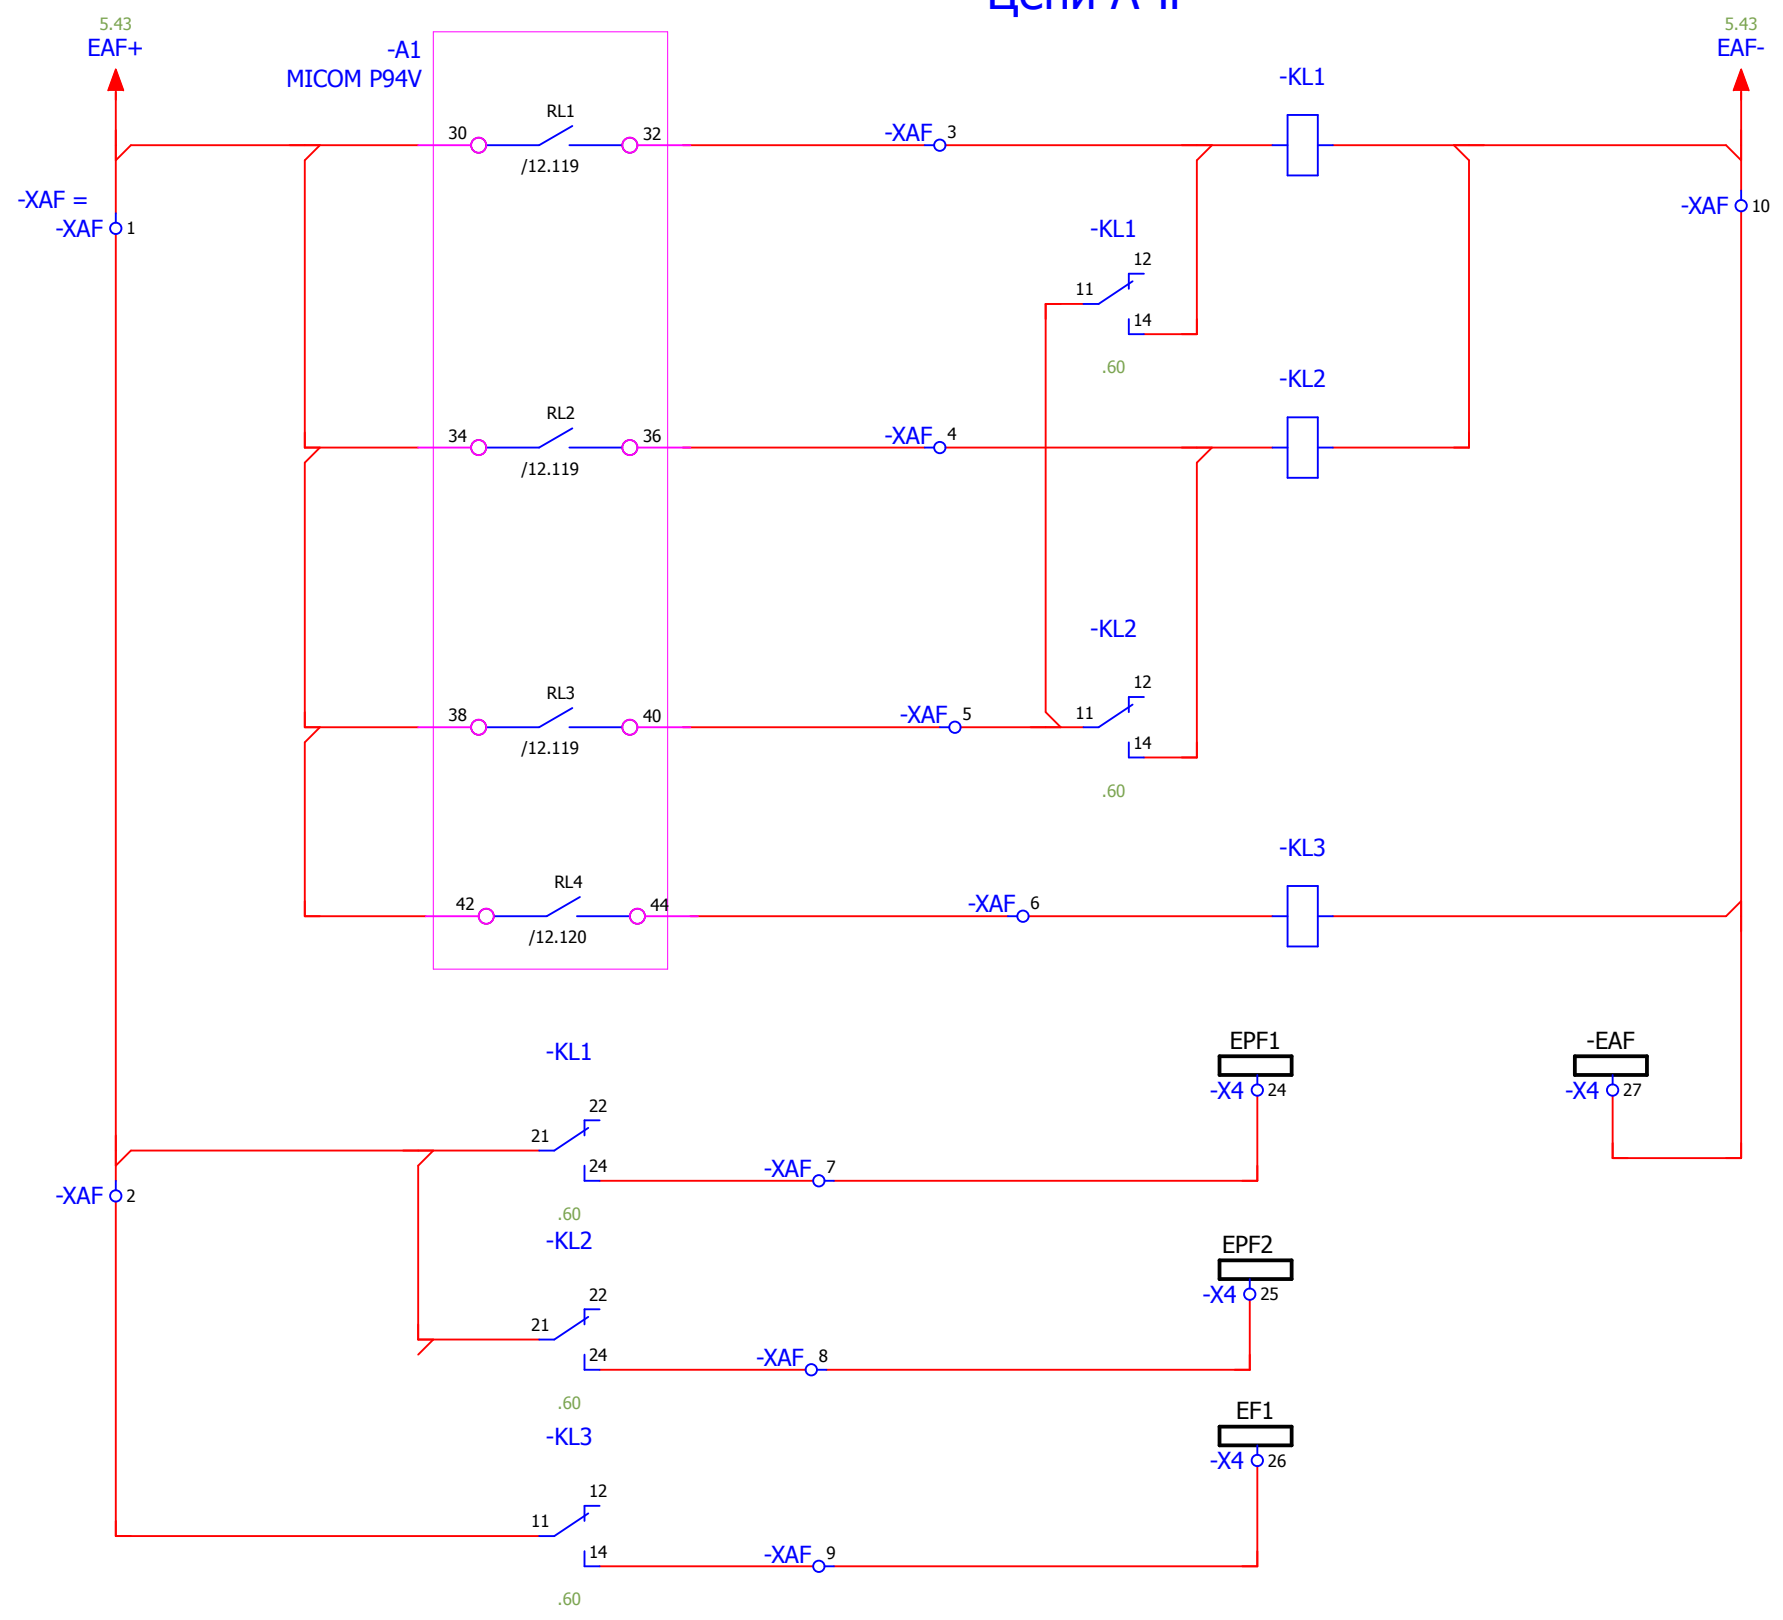 5.43
EAF+
5.43
EAF-
-A1
MICOM P94V
-KL1
RL1
30
32
/12.119
-XAF 3
-XAF =
-XAF 1
-XAF 10
-KL1
12
11
14
.60
-KL2
RL2
34
36
/12.119
-XAF 4
-KL2
12
11
14
.60
RL3
38
40
/12.119
-XAF 5
-KL3
RL4
42
44
/12.120
-XAF 6
-KL1
22
21
24
.60
-XAF 7
EPF1
-X4 24
-EAF
-X4 27
-XAF 2
-KL2
22
21
24
.60
-XAF 8
EPF2
-X4 25
-KL3
12
11
14
.60
-XAF 9
EF1
-X4 26